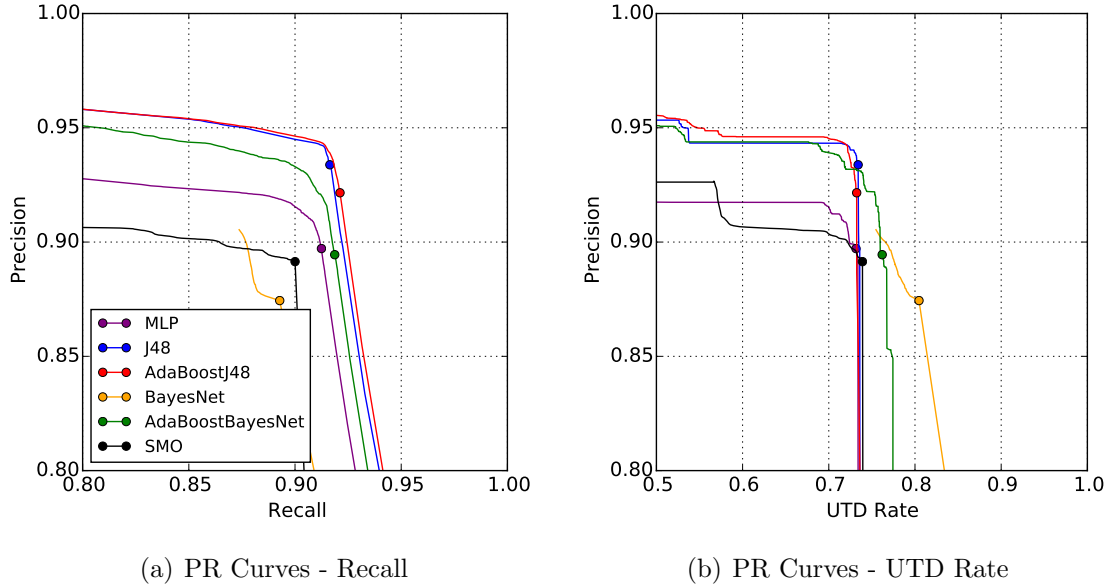 1.00
0.95
0.90
0.85
0.80
Precision
0.80
0.85
0.90
0.95
1.00
Recall
MLP
J48
AdaBoostJ48
BayesNet
AdaBoostBayesNet
SMO
(a) PR Curves - Recall
1.00
0.95
0.90
0.85
0.80
Precision
0.5
0.6
0.7
0.8
0.9
1.0
UTD Rate
(b) PR Curves - UTD Rate